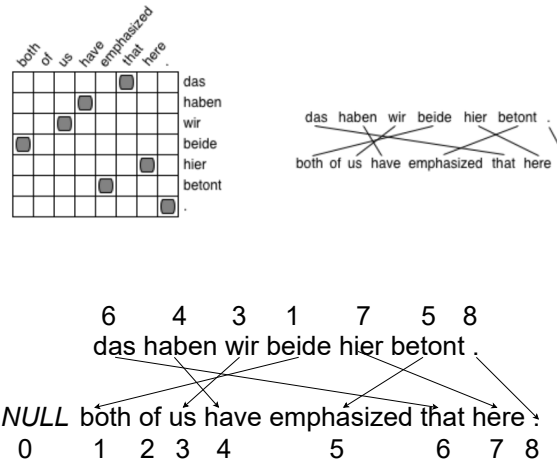 both of us have emphasized that here .
das
haben
wir
beide
hier
betont
.
das haben wir beide hier betont .
both of us have emphasized that here
6 4 3 1 7 5 8
das haben wir beide hier betont .
NULL both of us have emphasized that here .
0 1 2 3 4 5 6 7 8